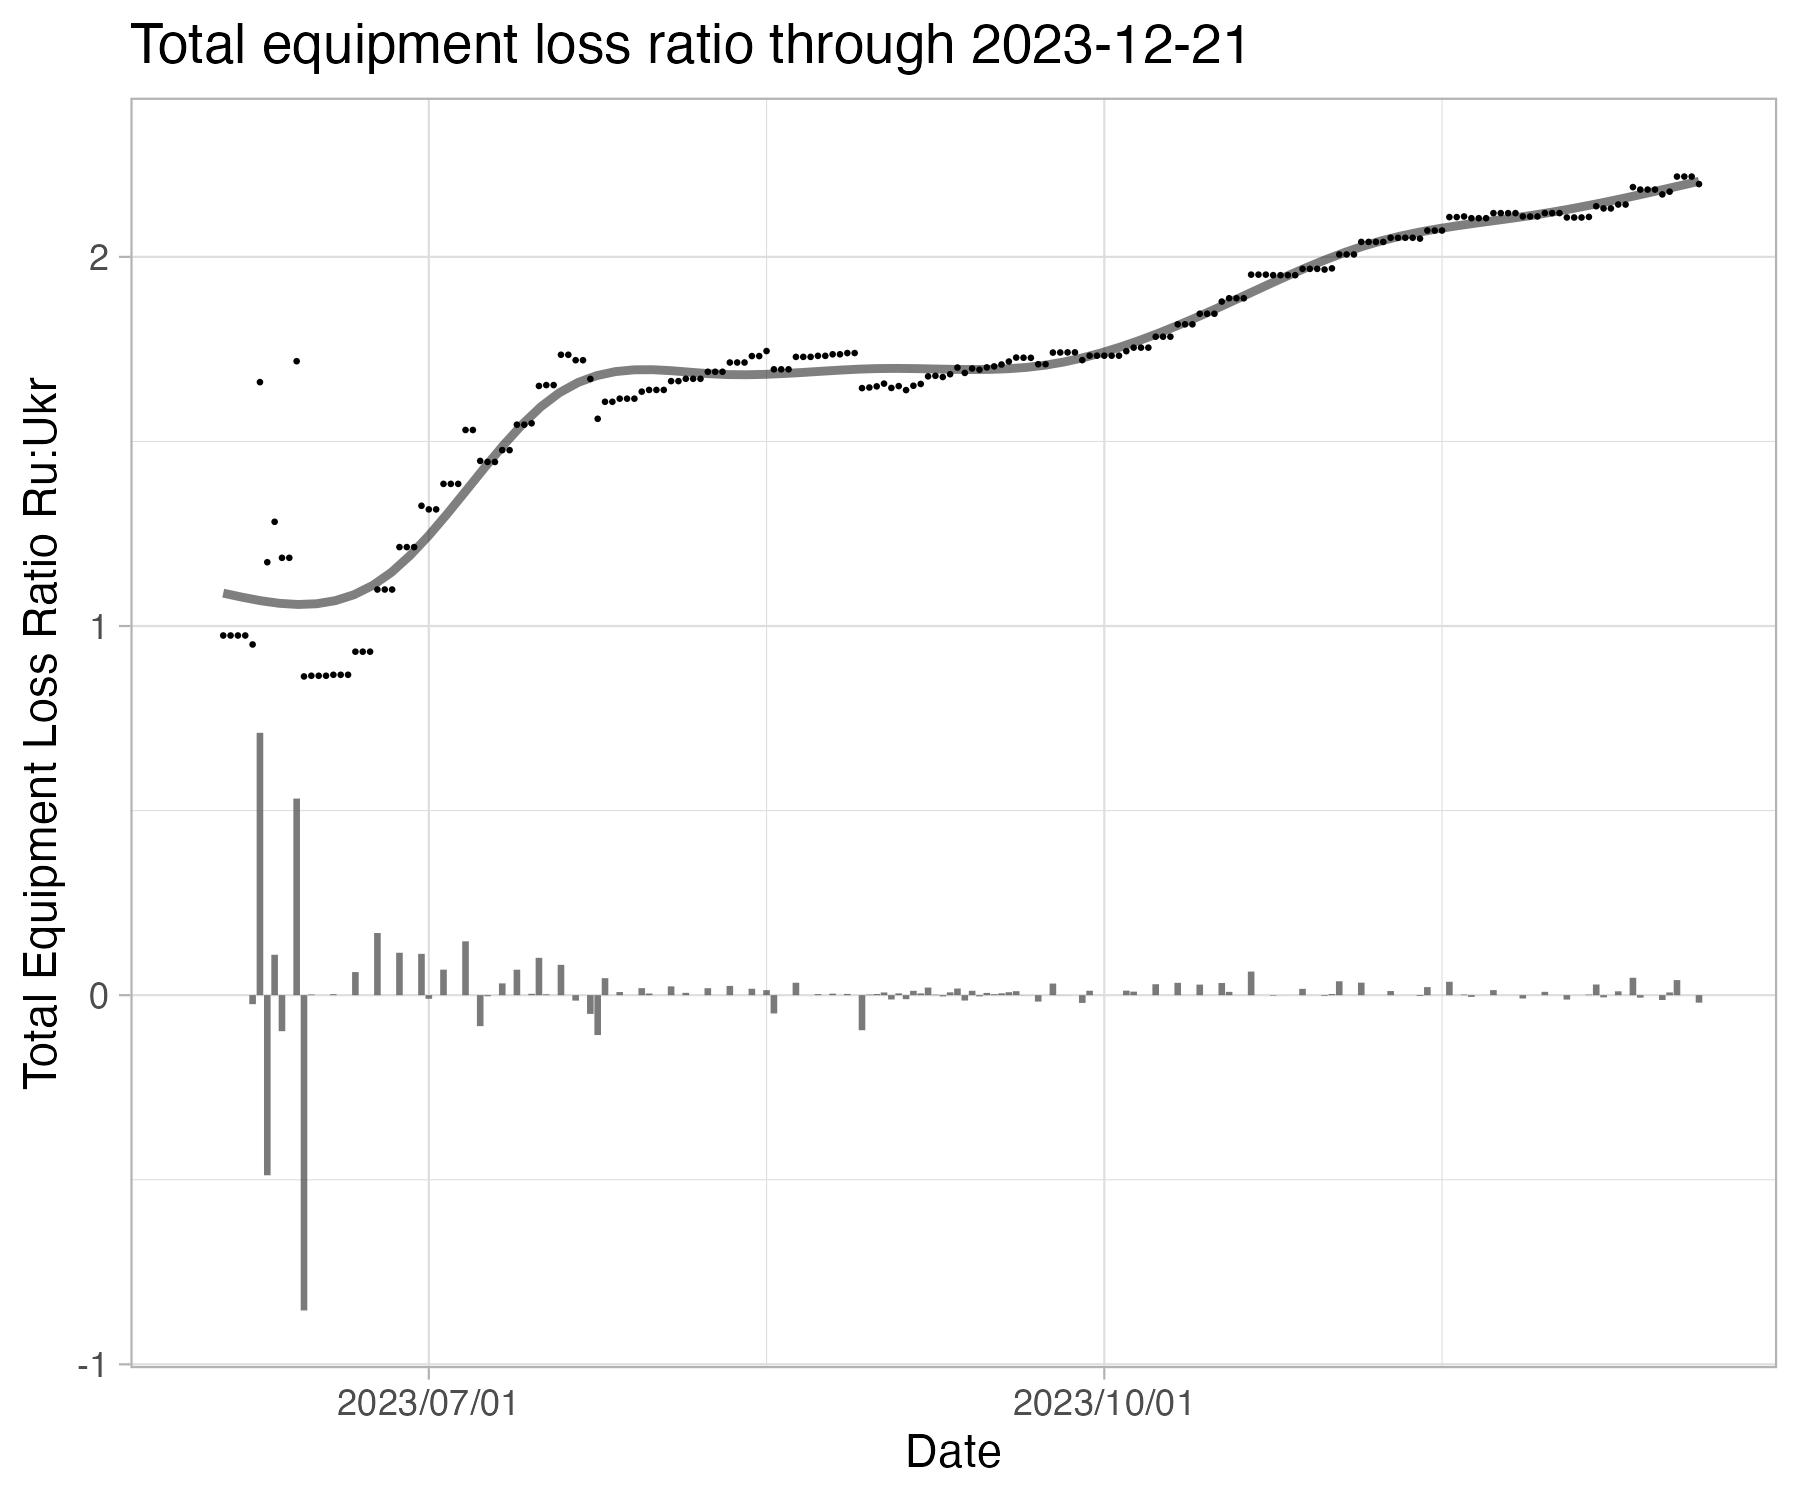 Total equipment loss ratio through 2023-12-21
Total Equipment Loss Ratio Ru:Ukr
2
1
0
-1
2023/07/01
2023/10/01
Date